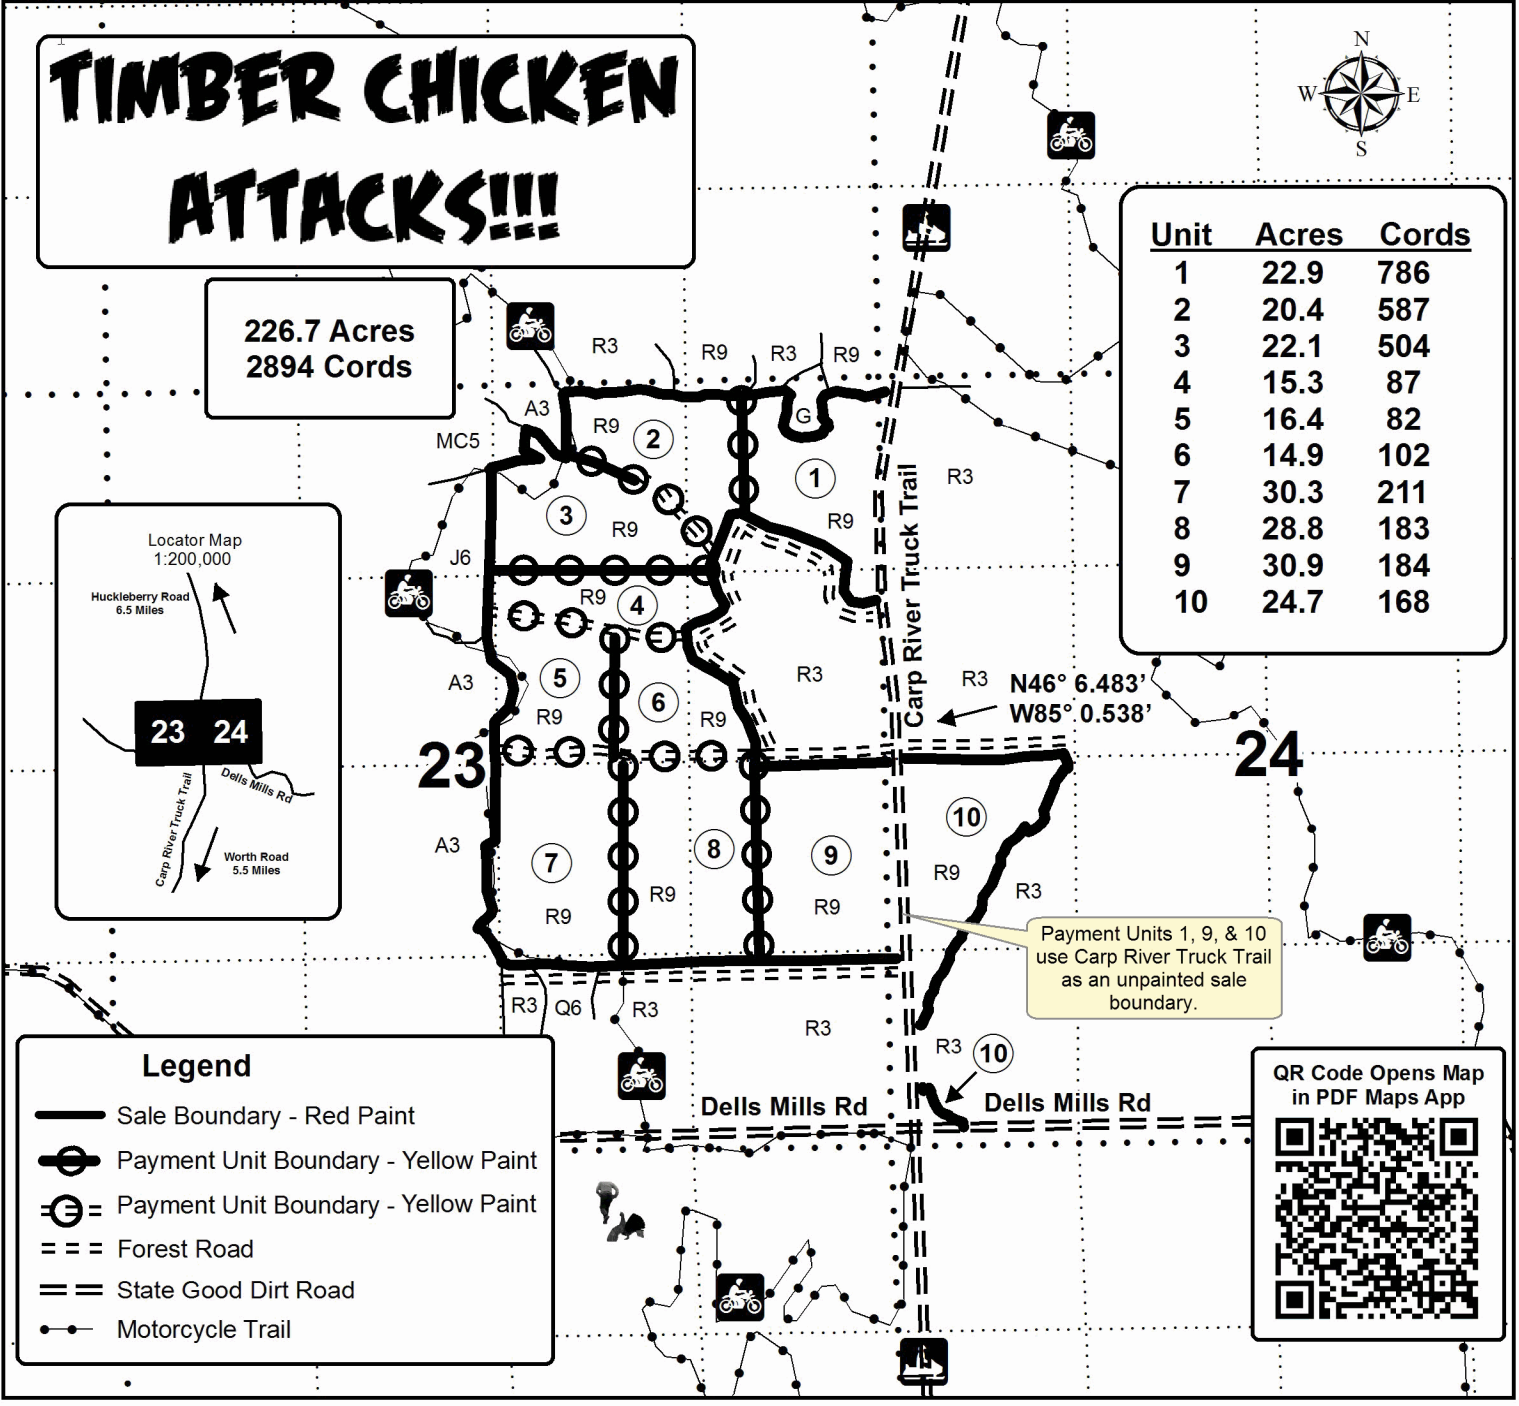 TIMBER CHICKEN
ATTACKS!!!
N
W E
S
226.7 Acres
2894 Cords
Unit Acres Cords
1 22.9 786
2 20.4 587
3 22.1 504
4 15.3 87
5 16.4 82
6 14.9 102
7 30.3 211
8 28.8 183
9 30.9 184
10 24.7 168
R3 R9 R3 R9
A3 R9 2 G
MC5
1 R3
3 R9 R9
J6
R9 4
Carp River Truck Trail
Locator Map
1:200,000
Huckleberry Road
6.5 Miles
23 24
Carp River Truck Trail
Dells Mills Rd
Worth Road
5.5 Miles
A3 5 R3 R3
N46° 6.483’
W85° 0.538’
R9 6 R9
23 24
10
A3 7 8 9
R9 R3
R9 R9 R9
Payment Units 1, 9, & 10
use Carp River Truck Trail
as an unpainted sale
boundary.
R3 Q6 R3 R3
R3 10
Dells Mills Rd Dells Mills Rd
Legend
Sale Boundary - Red Paint
Payment Unit Boundary - Yellow Paint
Payment Unit Boundary - Yellow Paint
Forest Road
State Good Dirt Road
Motorcycle Trail
QR Code Opens Map
in PDF Maps App